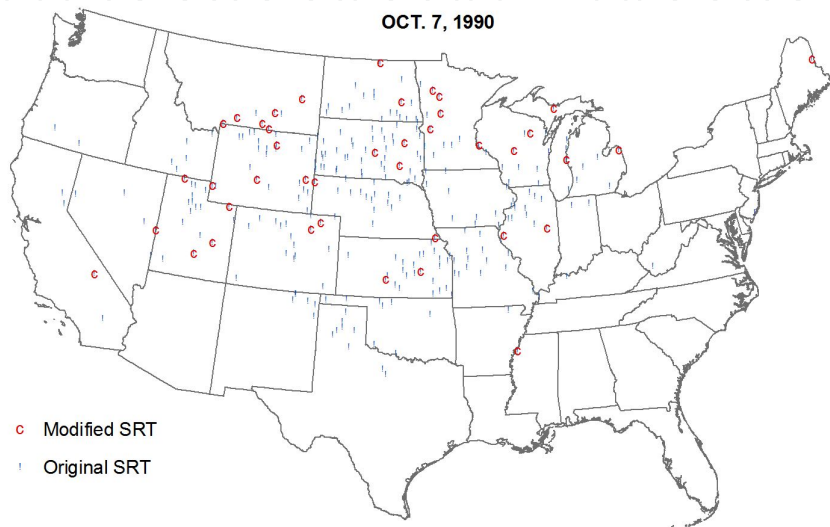 OCT. 7, 1990
C Modified SRT
! Original SRT